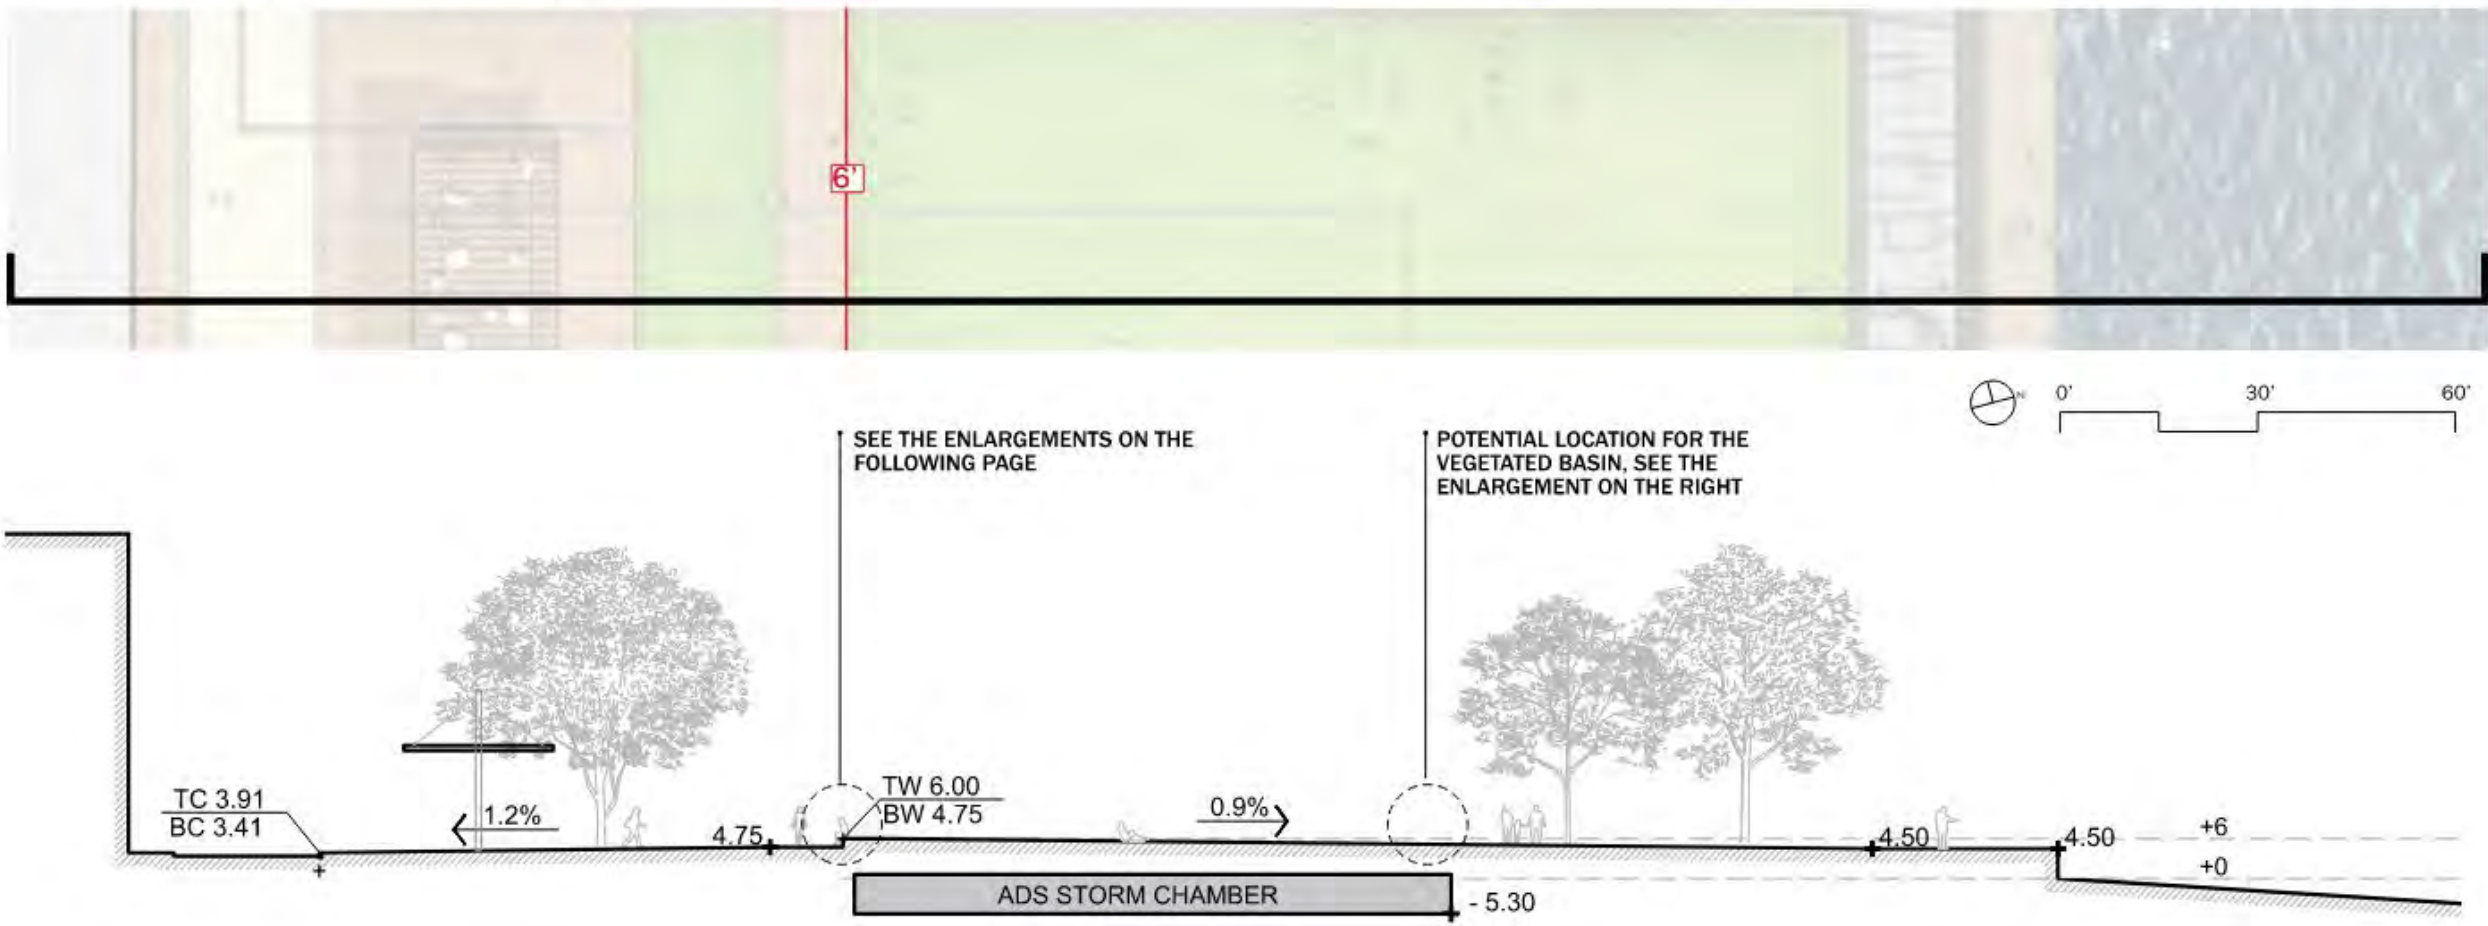 6'
N
0' 30' 60'
SEE THE ENLARGEMENTS ON THE
FOLLOWING PAGE
POTENTIAL LOCATION FOR THE
VEGETATED BASIN, SEE THE
ENLARGEMENT ON THE RIGHT
TC 3.91
BC 3.41
1.2%
4.75
TW 6.00
BW 4.75
0.9%
4.50
4.50
+6
+0
ADS STORM CHAMBER
- 5.30